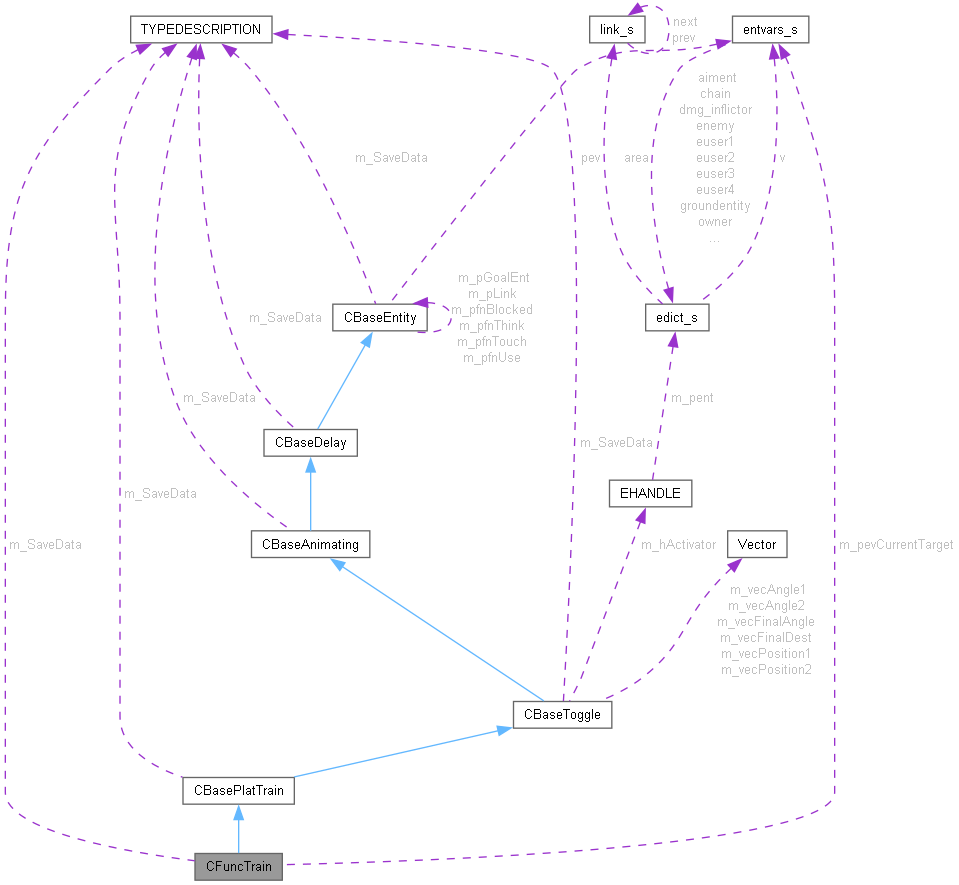 TYPEDESCRIPTION
link_s
next
prev
entvars_s
aiment
chain
dmg_inflictor
enemy
euser1
euser2
euser3
euser4
groundentity
owner
...
m_SaveData
pev
area
v
m_pGoalEnt
m_pLink
m_pfnBlocked
m_pfnThink
m_pfnTouch
m_pfnUse
CBaseEntity
edict_s
m_SaveData
m_SaveData
m_pent
CBaseDelay
m_SaveData
m_SaveData
EHANDLE
m_SaveData
CBaseAnimating
m_hActivator
Vector
m_pevCurrentTarget
m_vecAngle1
m_vecAngle2
m_vecFinalAngle
m_vecFinalDest
m_vecPosition1
m_vecPosition2
CBaseToggle
CBasePlatTrain
CFuncTrain